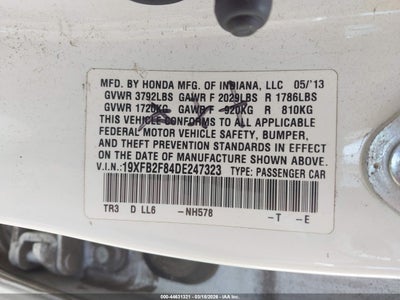 MFD. BY HONDA MFG. OF INDIANA, LLC 05/'13
GVWR 3792LBS GAWR F 2029LBS R 1786LBS
GVWR 1720KG GAWR F 920KG R 810KG
THIS VEHICLE CONFORMS TO ALL APPLICABLE
FEDERAL MOTOR VEHICLE SAFETY, BUMPER,
AND THEFT PREVENTION STANDARDS IN EFFECT
ON THE DATE OF MANUFACTURE SHOWN ABOVE.
V.I.N.:19XFB2F84DE247323 TYPE: PASSENGER CAR
TR3 D LL6 -NH578 -T -E
IAA: 44631321 | 03/18/2026 | IAA Inc.